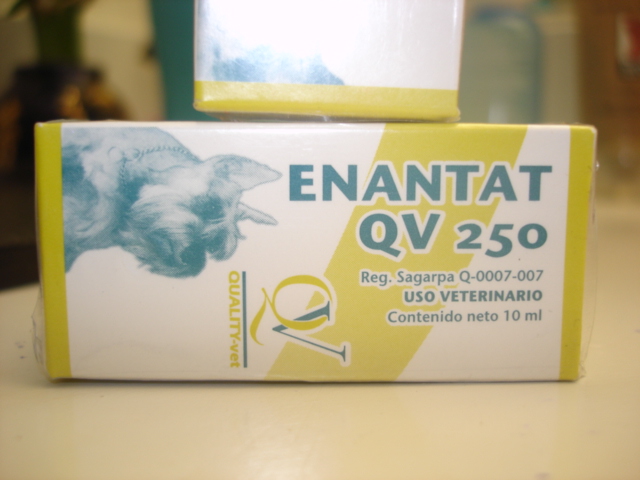 ENANTAT
QV 250
Reg. Sagarpa Q-0007-007
USO VETERINARIO
Contenido neto 10 ml
QV
QUALITY-vet